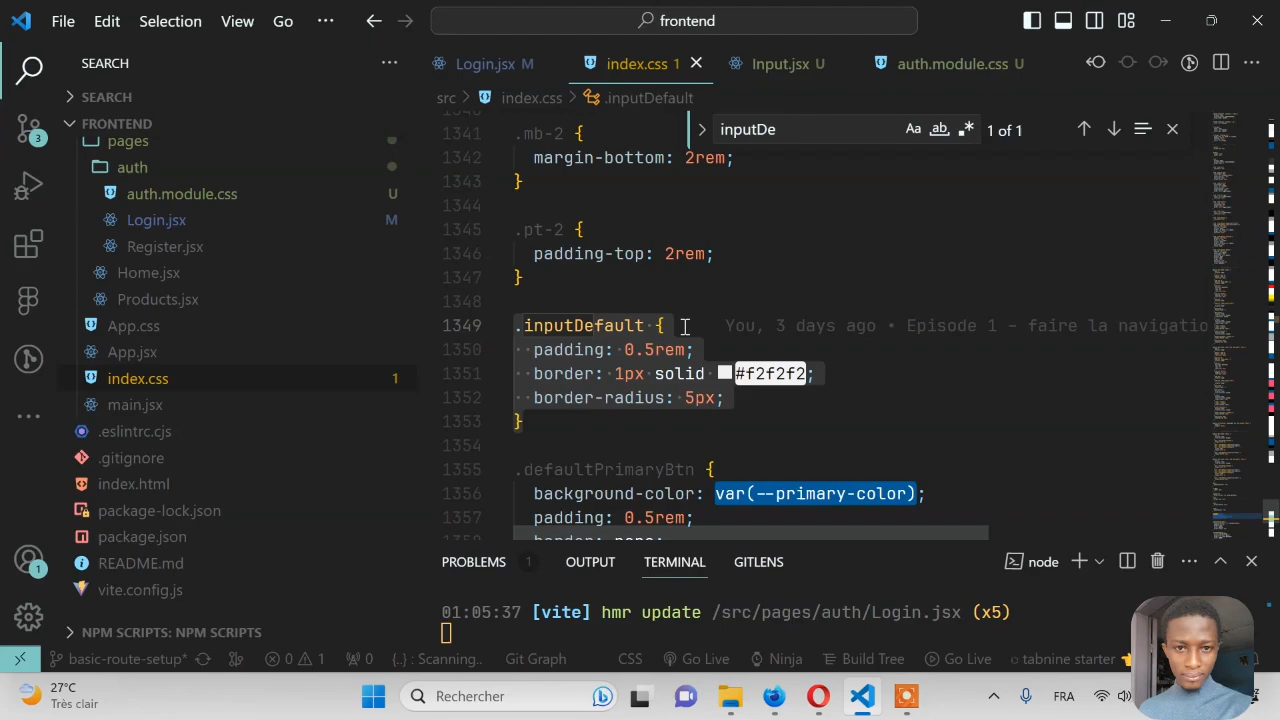 File Edit Selection View Go ··· frontend
SEARCH ···
Login.jsx M index.css 1 Input.jsx U auth.module.css U ···
SEARCH
FRONTEND
pages
auth
auth.module.css U
Login.jsx M
Register.jsx
Home.jsx
Products.jsx
App.css
App.jsx
index.css 1
main.jsx
.eslintrc.cjs
.gitignore
index.html
package-lock.json
package.json
README.md
vite.config.js
NPM SCRIPTS: NPM SCRIPTS
3
1
src > index.css > .inputDefault
inputDe Aa ab .* 1 of 1
1341 .mb-2 {
1342 margin-bottom: 2rem;
1343 }
1344
1345 .pt-2 {
1346 padding-top: 2rem;
1347 }
1348
1349 .inputDefault { You, 3 days ago • Episode 1 – faire la navigatio
1350 padding: 0.5rem;
1351 border: 1px solid #f2f2f2;
1352 border-radius: 5px;
1353 }
1354
1355 .defaultPrimaryBtn {
1356 background-color: var(--primary-color);
1357 padding: 0.5rem;
PROBLEMS 1 OUTPUT TERMINAL GITLENS node ···
01:05:37 [vite] hmr update /src/pages/auth/Login.jsx (x5)
basic-route-setup* 0 1 0 {..} : Scanning.. Git Graph CSS Go Live Ninja Build Tree Go Live tabnine starter
27°C
Très clair
Rechercher
FRA